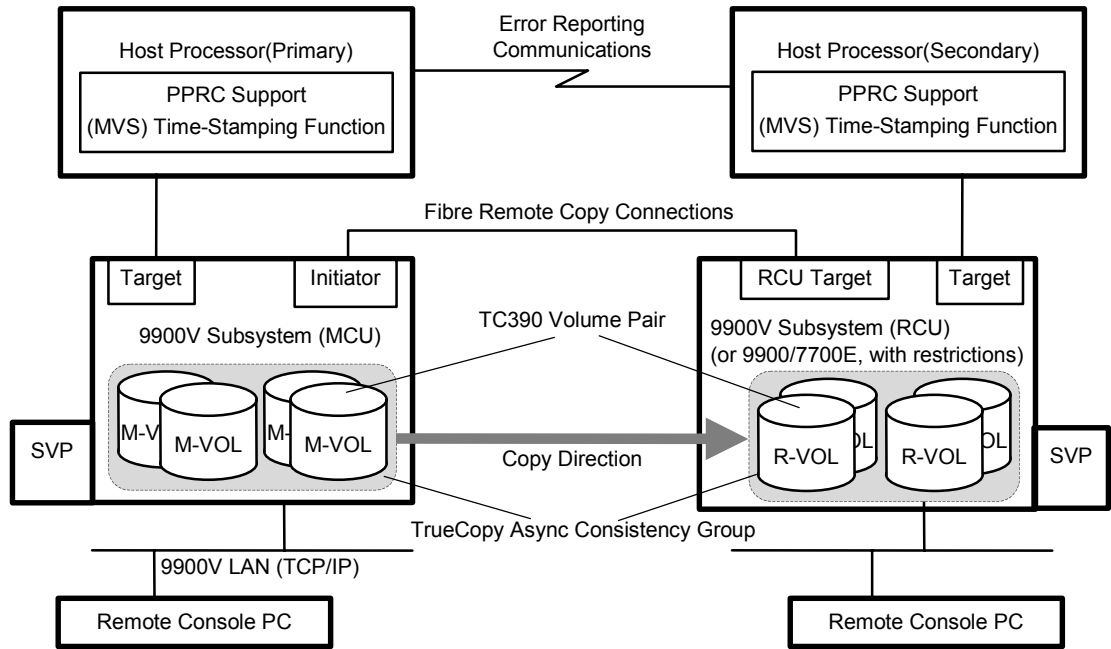 Error Reporting
Communications
Host Processor(Primary)
PPRC Support
(MVS) Time-Stamping Function
Host Processor(Secondary)
PPRC Support
(MVS) Time-Stamping Function
Fibre Remote Copy Connections
Target
Initiator
RCU Target
Target
9900V Subsystem (MCU)
TC390 Volume Pair
9900V Subsystem (RCU)
(or 9900/7700E, with restrictions)
SVP
M-V
M-VOL
M-
M-VOL
Copy Direction
R-VOL
OL
R-VOL
OL
SVP
TrueCopy Async Consistency Group
9900V LAN (TCP/IP)
Remote Console PC
Remote Console PC